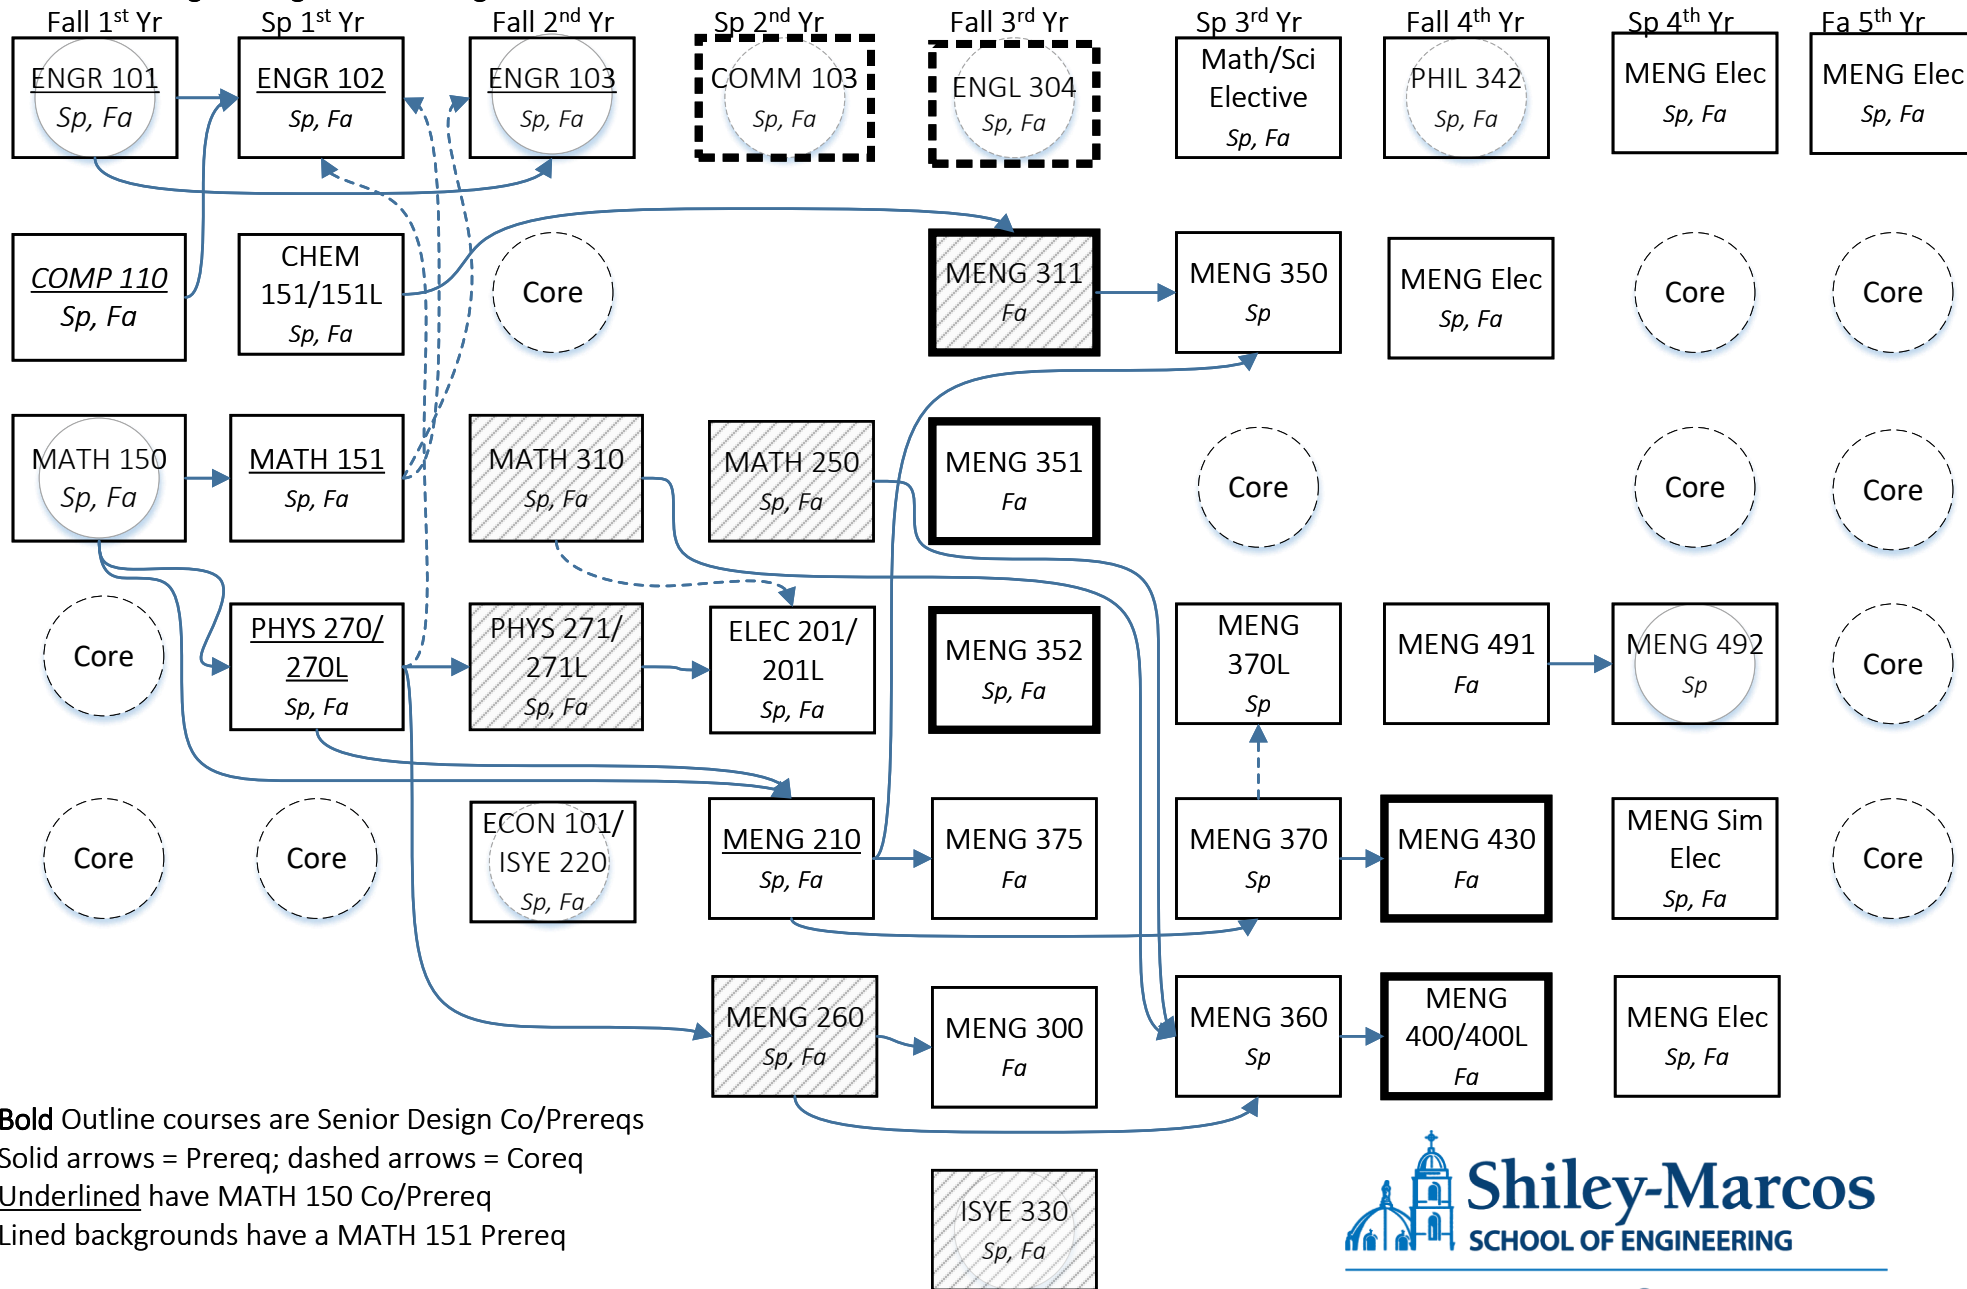 Fall 1st Yr
Sp 1st Yr
Fall 2nd Yr
Sp 2nd Yr
Fall 3rd Yr
Sp 3rd Yr
Fall 4th Yr
Sp 4th Yr
Fa 5th Yr
ENGR 101
Sp, Fa
ENGR 102
Sp, Fa
ENGR 103
Sp, Fa
COMM 103
Sp, Fa
ENGL 304
Sp, Fa
Math/Sci
Elective
Sp, Fa
PHIL 342
Sp, Fa
MENG Elec
Sp, Fa
MENG Elec
Sp, Fa
COMP 110
Sp, Fa
CHEM
151/151L
Sp, Fa
Core
MENG 311
Fa
MENG 350
Sp
MENG Elec
Sp, Fa
Core
Core
MATH 150
Sp, Fa
MATH 151
Sp, Fa
MATH 310
Sp, Fa
MATH 250
Sp, Fa
MENG 351
Fa
Core
Core
Core
Core
PHYS 270/
270L
Sp, Fa
PHYS 271/
271L
Sp, Fa
ELEC 201/
201L
Sp, Fa
MENG 352
Sp, Fa
MENG
370L
Sp
MENG 491
Fa
MENG 492
Sp
Core
Core
Core
ECON 101/
ISYE 220
Sp, Fa
MENG 210
Sp, Fa
MENG 375
Fa
MENG 370
Sp
MENG 430
Fa
MENG Sim
Elec
Sp, Fa
Core
MENG 260
Sp, Fa
MENG 300
Fa
MENG 360
Sp
MENG
400/400L
Fa
MENG Elec
Sp, Fa
ISYE 330
Sp, Fa
Bold Outline courses are Senior Design Co/Prereqs
Solid arrows = Prereq; dashed arrows = Coreq
Underlined have MATH 150 Co/Prereq
Lined backgrounds have a MATH 151 Prereq
Shiley-Marcos
SCHOOL OF ENGINEERING